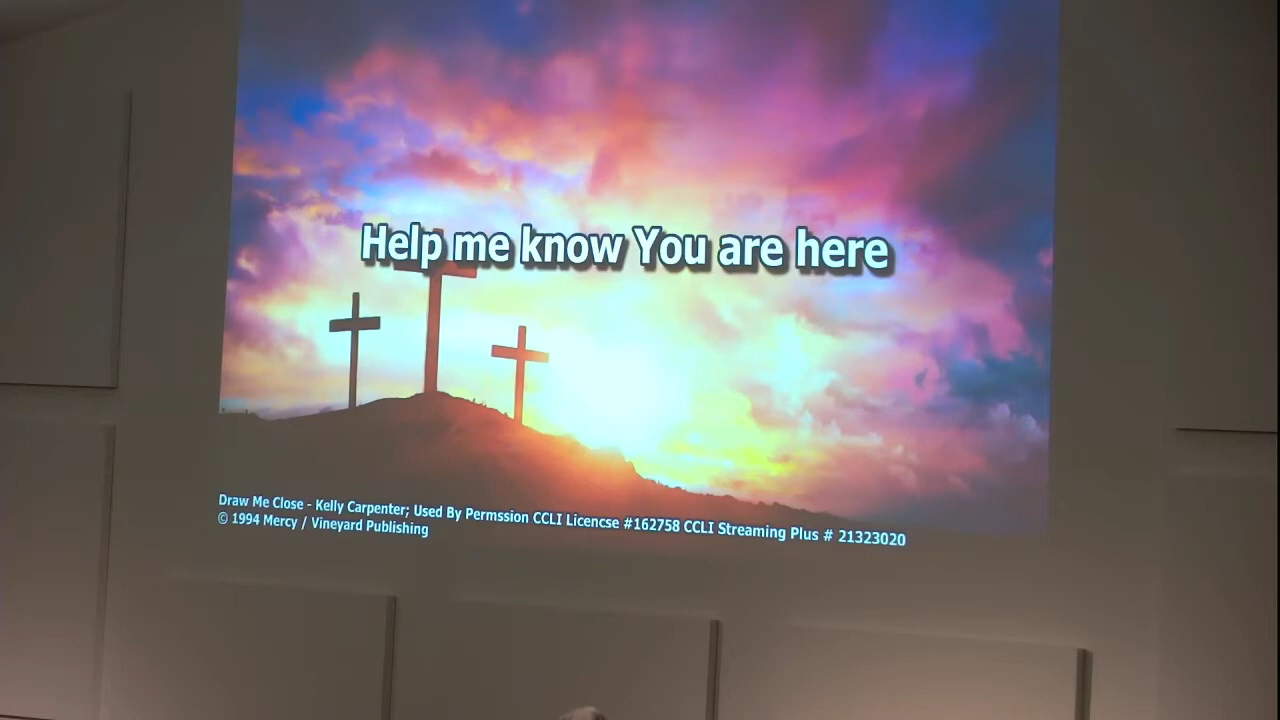 Help me know You are here
Draw Me Close - Kelly Carpenter; Used By Permssion CCLI Licencse #162758 CCLI Streaming Plus # 21323020
© 1994 Mercy / Vineyard Publishing